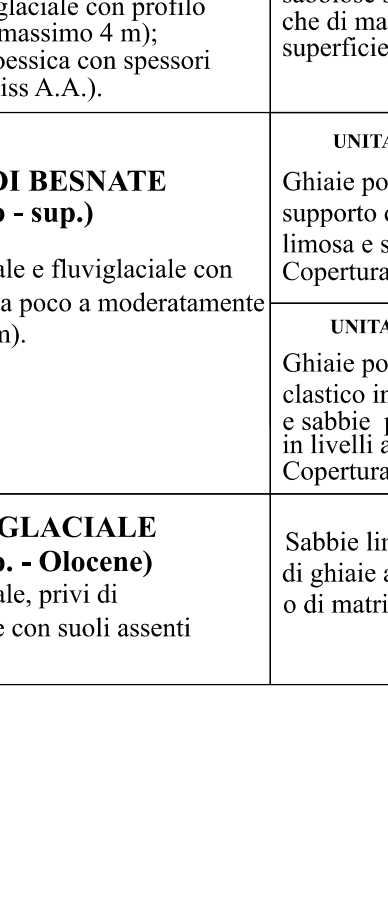 glaciale con profilo
massimo 4 m);
oessica con spessori
iss A.A.).
sabbiose s
che di ma
superficie
DI BESNATE
o - sup.)
ale e fluviglaciale con
a poco a moderatamente
m).
UNITA
Ghiaie po
supporto
limosa e s
Copertura
UNITA
Ghiaie po
clastico in
e sabbie p
in livelli a
Copertura
GLACIALE
o. - Olocene)
ale, privi di
e con suoli assenti
Sabbie lim
di ghiaie a
o di matri